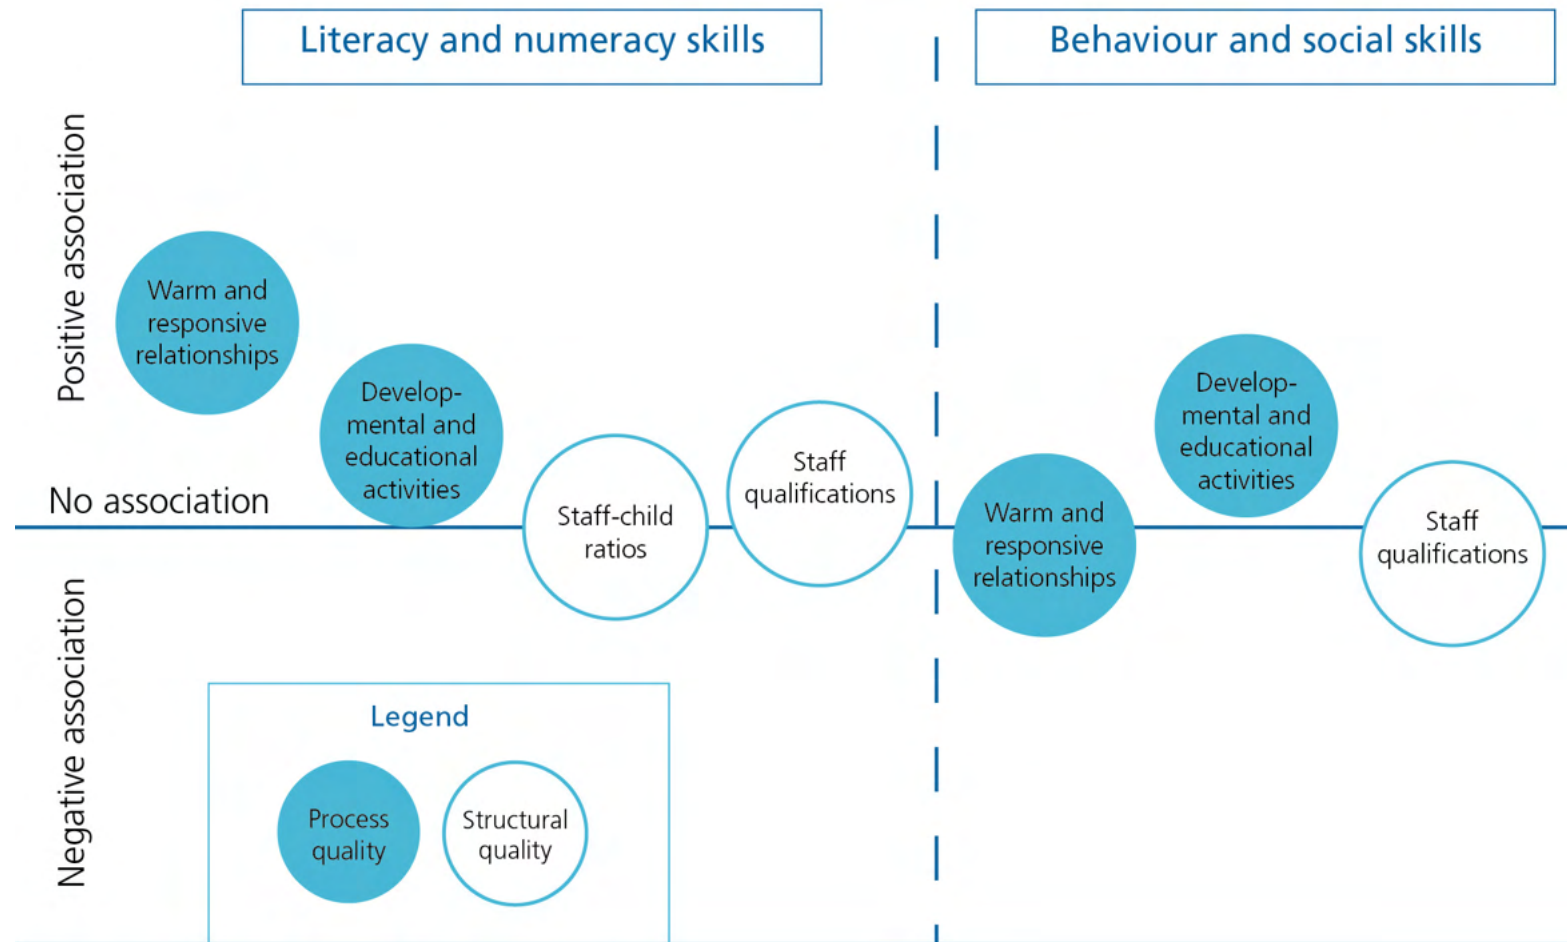 Literacy and numeracy skills
Behaviour and social skills
Positive association
Warm and
responsive
relationships
Develop-
mental and
educational
activities
Staff-child
ratios
Staff
qualifications
Warm and
responsive
relationships
Develop-
mental and
educational
activities
Staff
qualifications
No association
Negative association
Legend
Process
quality
Structural
quality